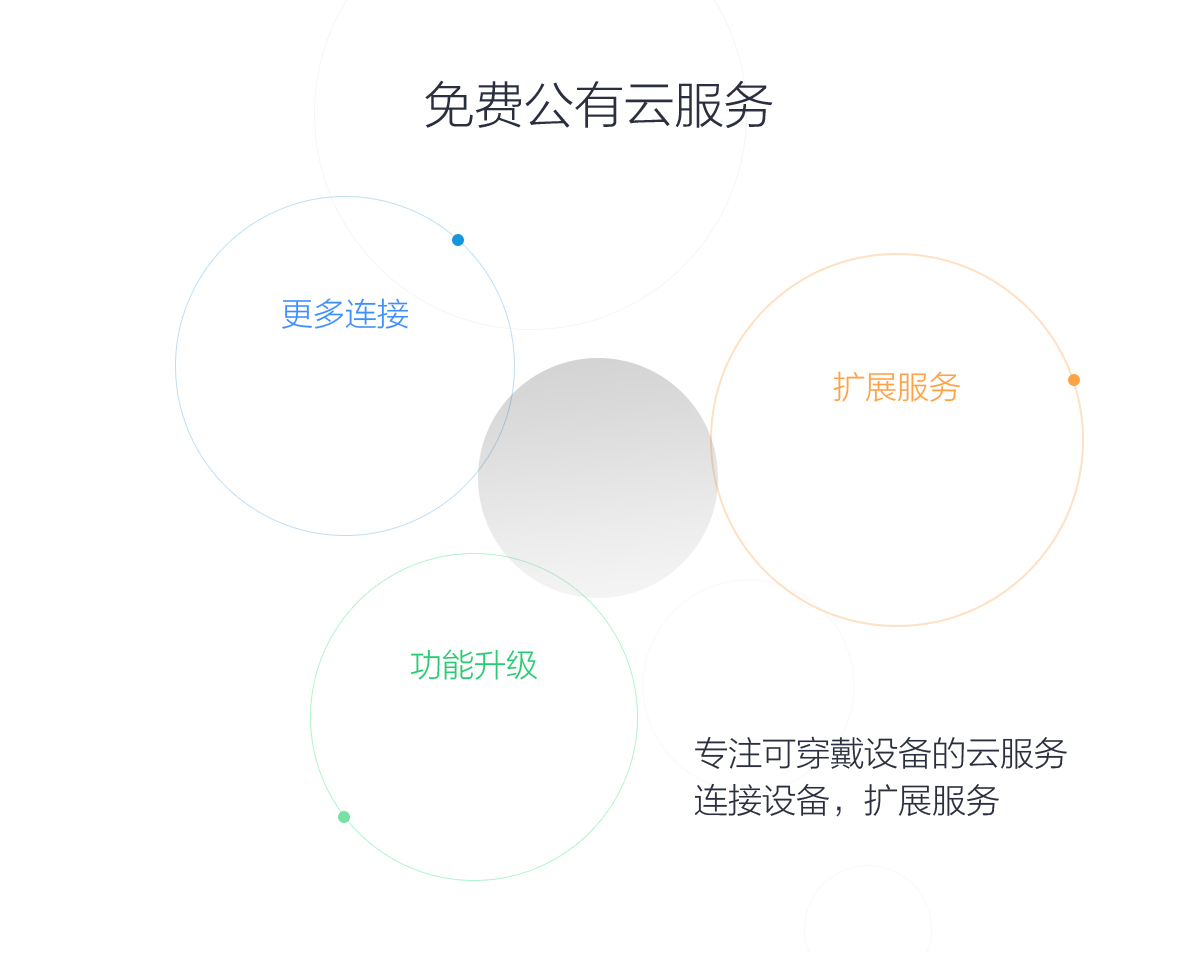 免费公有云服务
更多连接
扩展服务
功能升级
专注可穿戴设备的云服务
连接设备，扩展服务